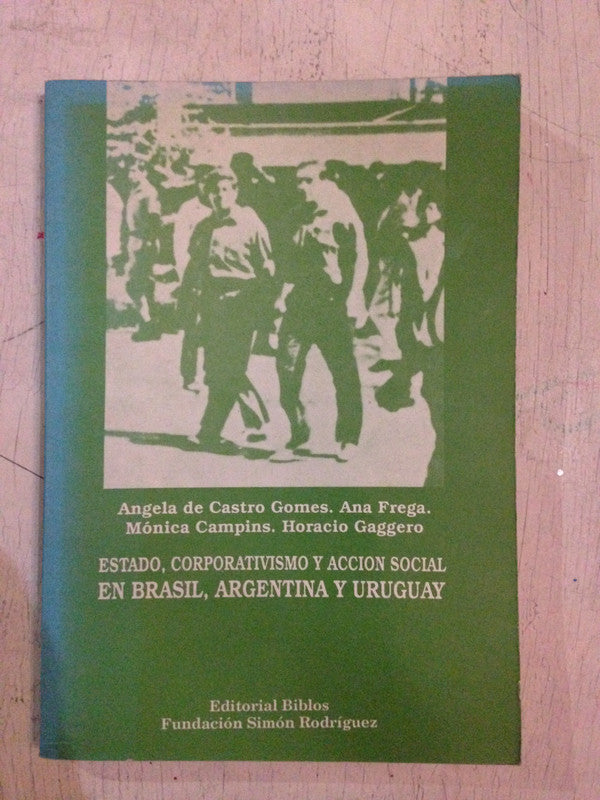 Angela de Castro Gomes. Ana Frega.
Mónica Campins. Horacio Gaggero
ESTADO, CORPORATIVISMO Y ACCION SOCIAL
EN BRASIL, ARGENTINA Y URUGUAY
Editorial Biblos
Fundación Simón Rodríguez